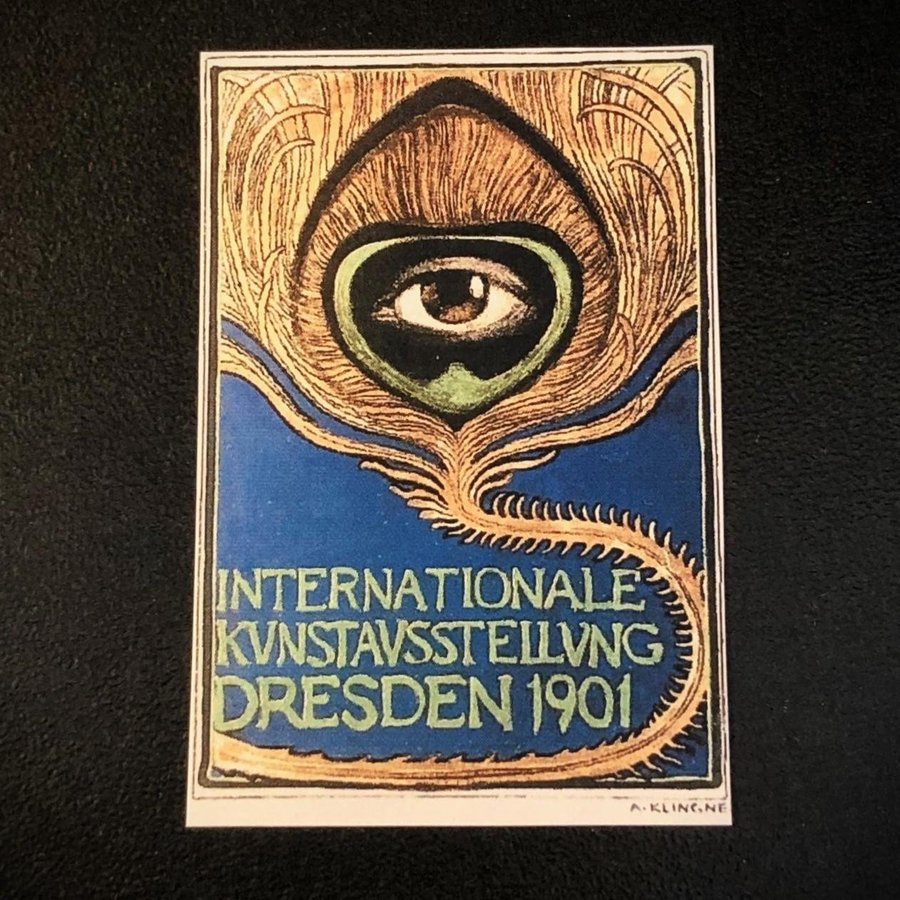 INTERNATIONALE
KVNSTAVSSTELLVNG
DRESDEN 1901
A. KLINGNE